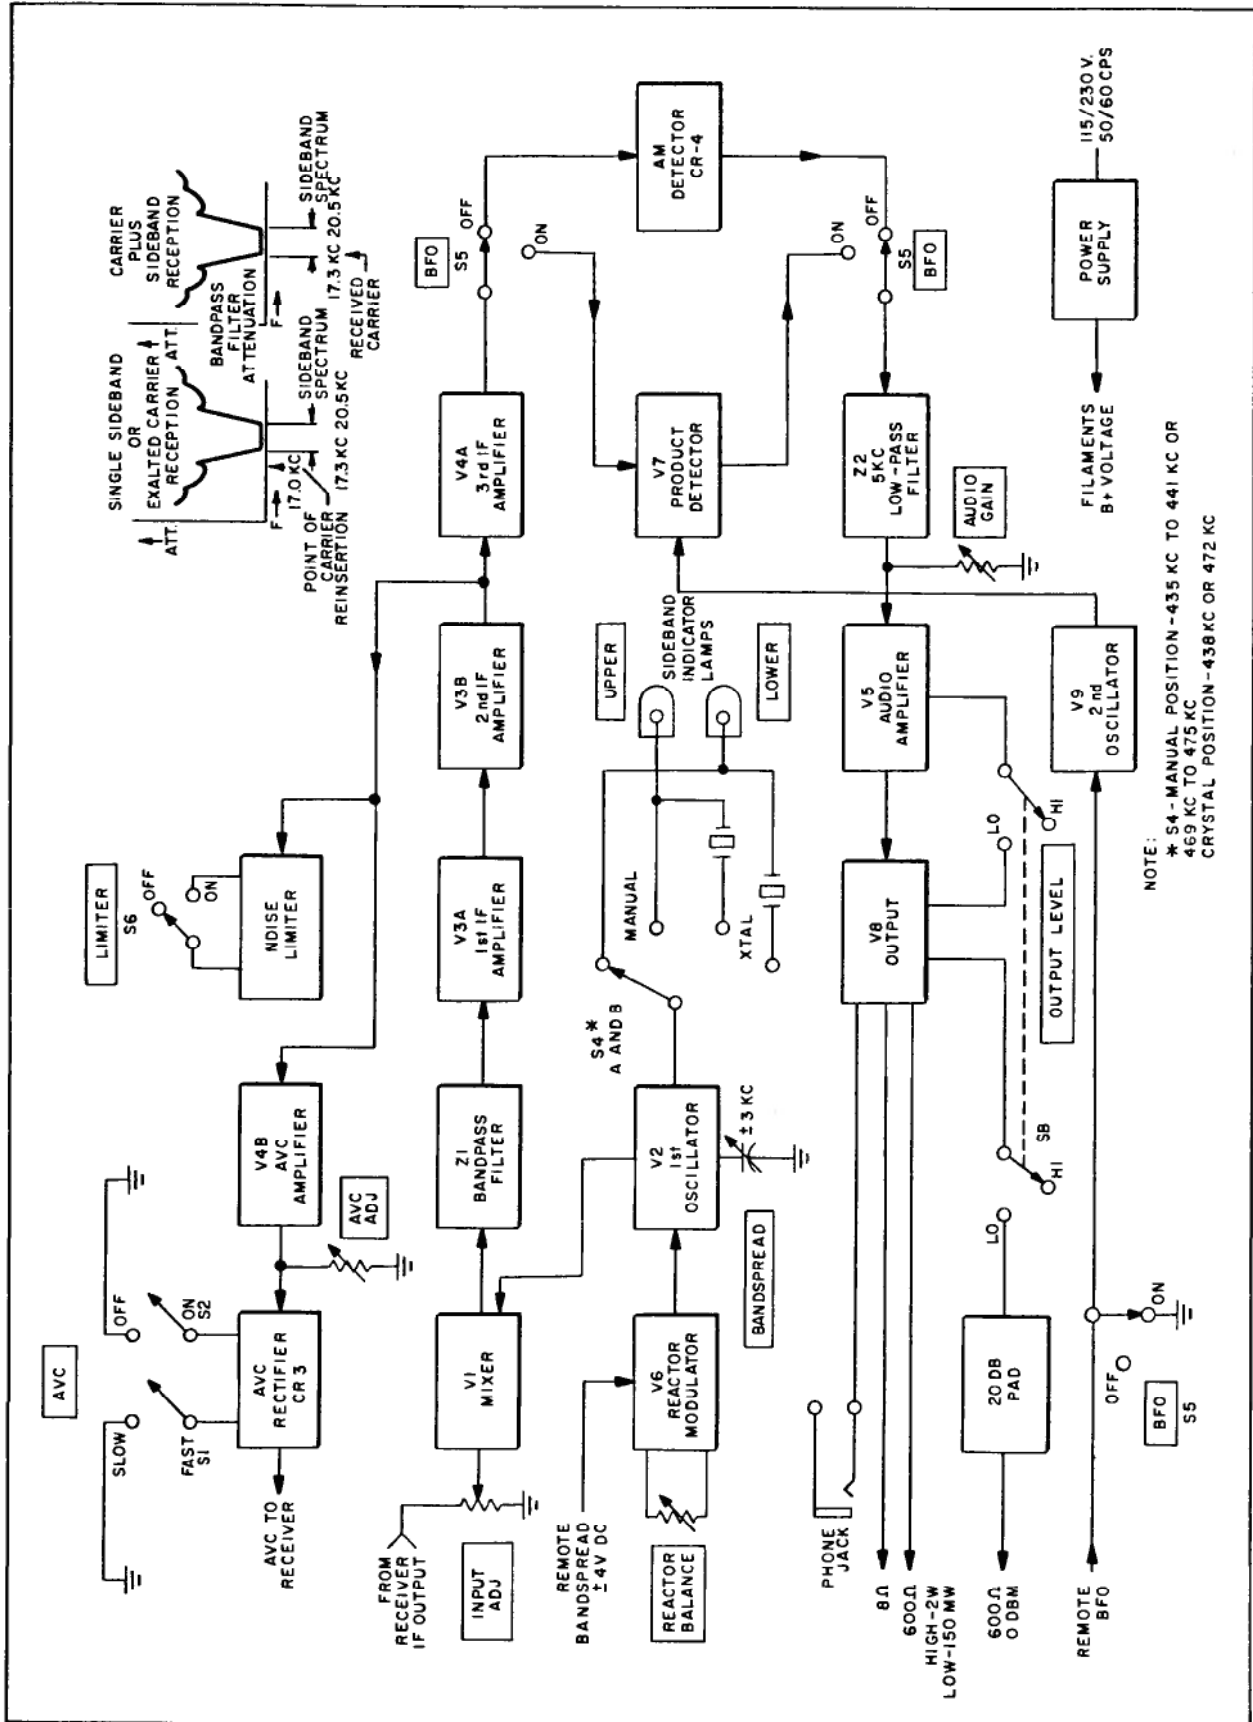 AVC
SLOW
OFF
FAST
S1
ON
S2
AVC TO
RECEIVER
AVC
RECTIFIER
CR 3
AVC
ADJ
V4B
AVC
AMPLIFIER
LIMITER
S6
OFF
ON
NOISE
LIMITER
SINGLE SIDEBAND
OR
EXALTED CARRIER
RECEPTION
ATT.
ATT.
F
17.0 KC
POINT OF
CARRIER
REINSERTION
17.3 KC 20.5KC
SIDEBAND
SPECTRUM
BANDPASS
FILTER
ATTENUATION
CARRIER
PLUS
SIDEBAND
RECEPTION
F
17.3 KC 20.5 KC
SIDEBAND
SPECTRUM
RECEIVED
CARRIER
FROM
RECEIVER
IF OUTPUT
INPUT
ADJ
V1
MIXER
Z1
BANDPASS
FILTER
V3A
1st IF
AMPLIFIER
V3B
2nd IF
AMPLIFIER
V4A
3rd IF
AMPLIFIER
BFO
S5
OFF
ON
AM
DETECTOR
CR-4
REMOTE
BANDSPREAD
±4V DC
REACTOR
BALANCE
V6
REACTOR
MODULATOR
V2
1st
OSCILLATOR
BANDSPREAD
± 3 KC
S4*
A AND B
MANUAL
XTAL
UPPER
SIDEBAND
INDICATOR
LAMPS
LOWER
V7
PRODUCT
DETECTOR
ON
OFF
S5
BFO
PHONE
JACK
8Ω
600Ω
HIGH-2W
LOW-150 MW
V8
OUTPUT
V5
AUDIO
AMPLIFIER
Z2
5KC
LOW-PASS
FILTER
AUDIO
GAIN
600Ω
0 DBM
20 DB
PAD
LO
HI
SB
OUTPUT LEVEL
LO
HI
REMOTE
BFO
OFF
ON
BFO
S5
V9
2nd
OSCILLATOR
FILAMENTS
B+ VOLTAGE
POWER
SUPPLY
115/230 V.
50/60 CPS
NOTE:
* S4-MANUAL POSITION-435 KC TO 441 KC OR
469 KC TO 475 KC
CRYSTAL POSITION-438KC OR 472 KC